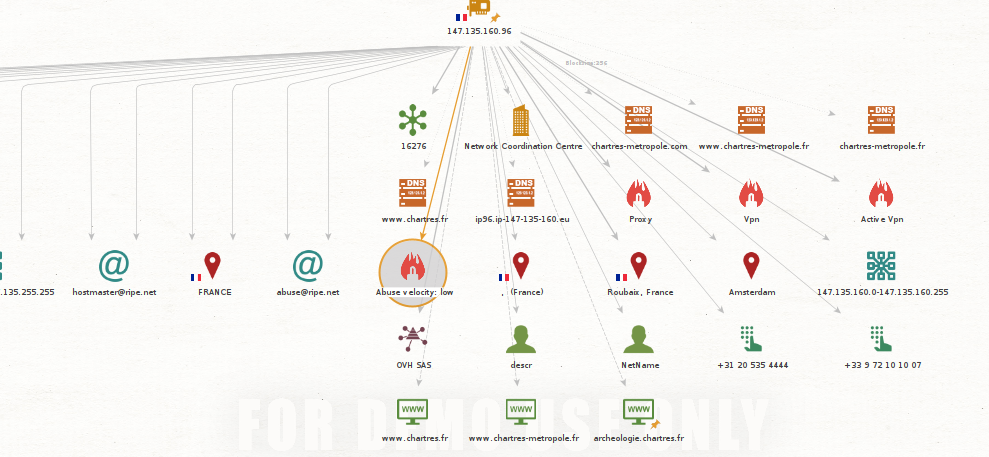 147.135.160.96
Blocksize:256
DNS
DNS
DNS
16276
Network Coordination Centre
chartres-metropole.com
www.chartres-metropole.fr
chartres-metropole.fr
DNS
DNS
www.chartres.fr
ip96.ip-147-135-160.eu
Proxy
Vpn
Active Vpn
.135.255.255
hostmaster@ripe.net
FRANCE
abuse@ripe.net
Abuse velocity: low
, (France)
Roubaix, France
Amsterdam
147.135.160.0-147.135.160.255
OVH SAS
descr
NetName
+31 20 535 4444
+33 9 72 10 10 07
WWW
WWW
WWW
www.chartres.fr
www.chartres-metropole.fr
archeologie.chartres.fr
FOR DEMO USE ONLY